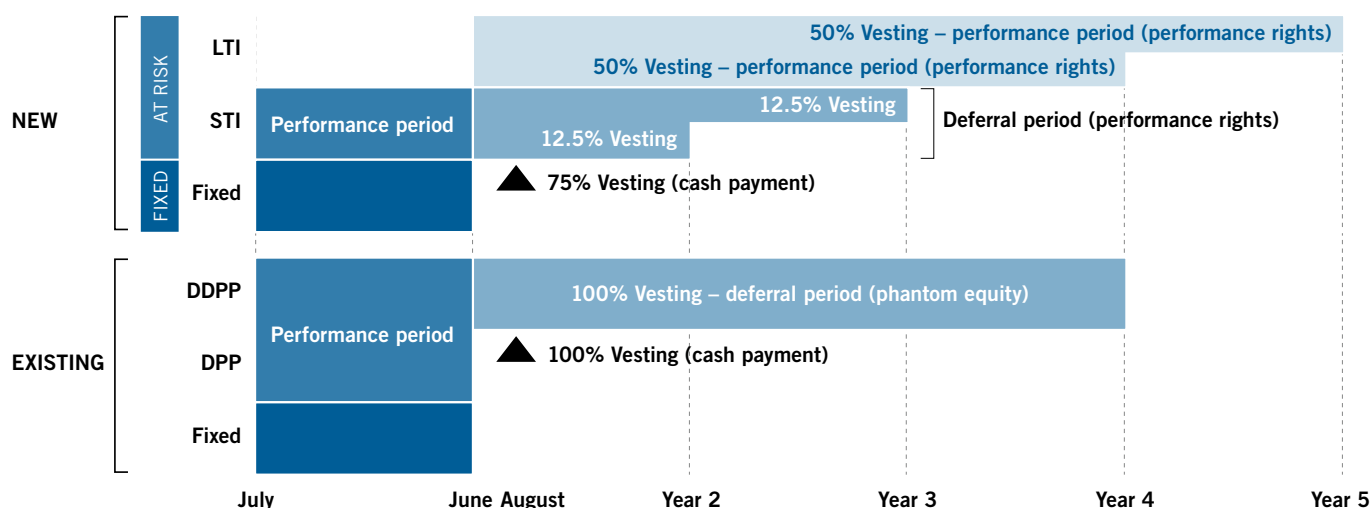 NEW
AT RISK
FIXED
LTI
50% Vesting – performance period (performance rights)
50% Vesting – performance period (performance rights)
STI
Performance period
12.5% Vesting
12.5% Vesting
Deferral period (performance rights)
Fixed
75% Vesting (cash payment)
EXISTING
DDPP
Performance period
100% Vesting – deferral period (phantom equity)
DPP
100% Vesting (cash payment)
Fixed
July
June August
Year 2
Year 3
Year 4
Year 5